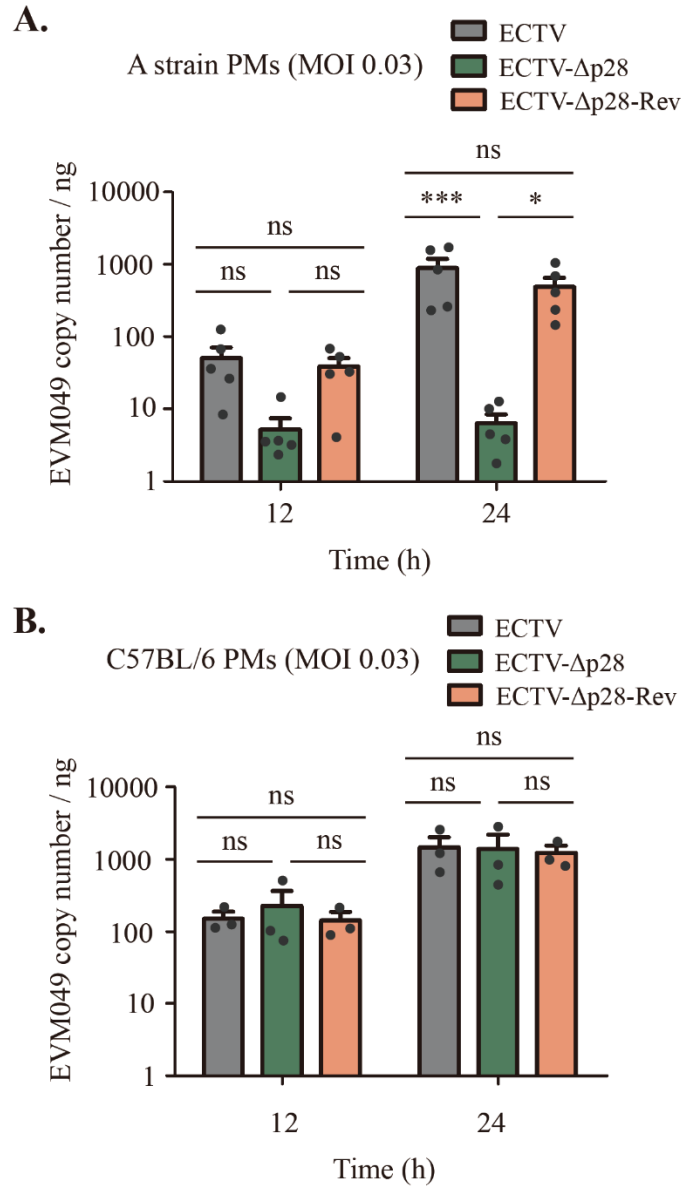 A.
A strain PMs (MOI 0.03)
ECTV
ECTV-Δp28
ECTV-Δp28-Rev
EVM049 copy number / ng
10000
1000
100
10
1
ns
ns
ns
ns
***
*
12
24
Time (h)
B.
C57BL/6 PMs (MOI 0.03)
ECTV
ECTV-Δp28
ECTV-Δp28-Rev
EVM049 copy number / ng
10000
1000
100
10
1
ns
ns
ns
ns
ns
ns
12
24
Time (h)